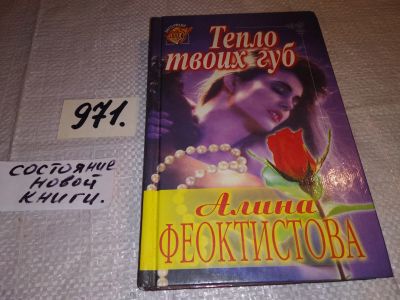 Тепло
твоих губ
971.
состояние
новой
книги.
Алина
ФЕОКТИСТОВА